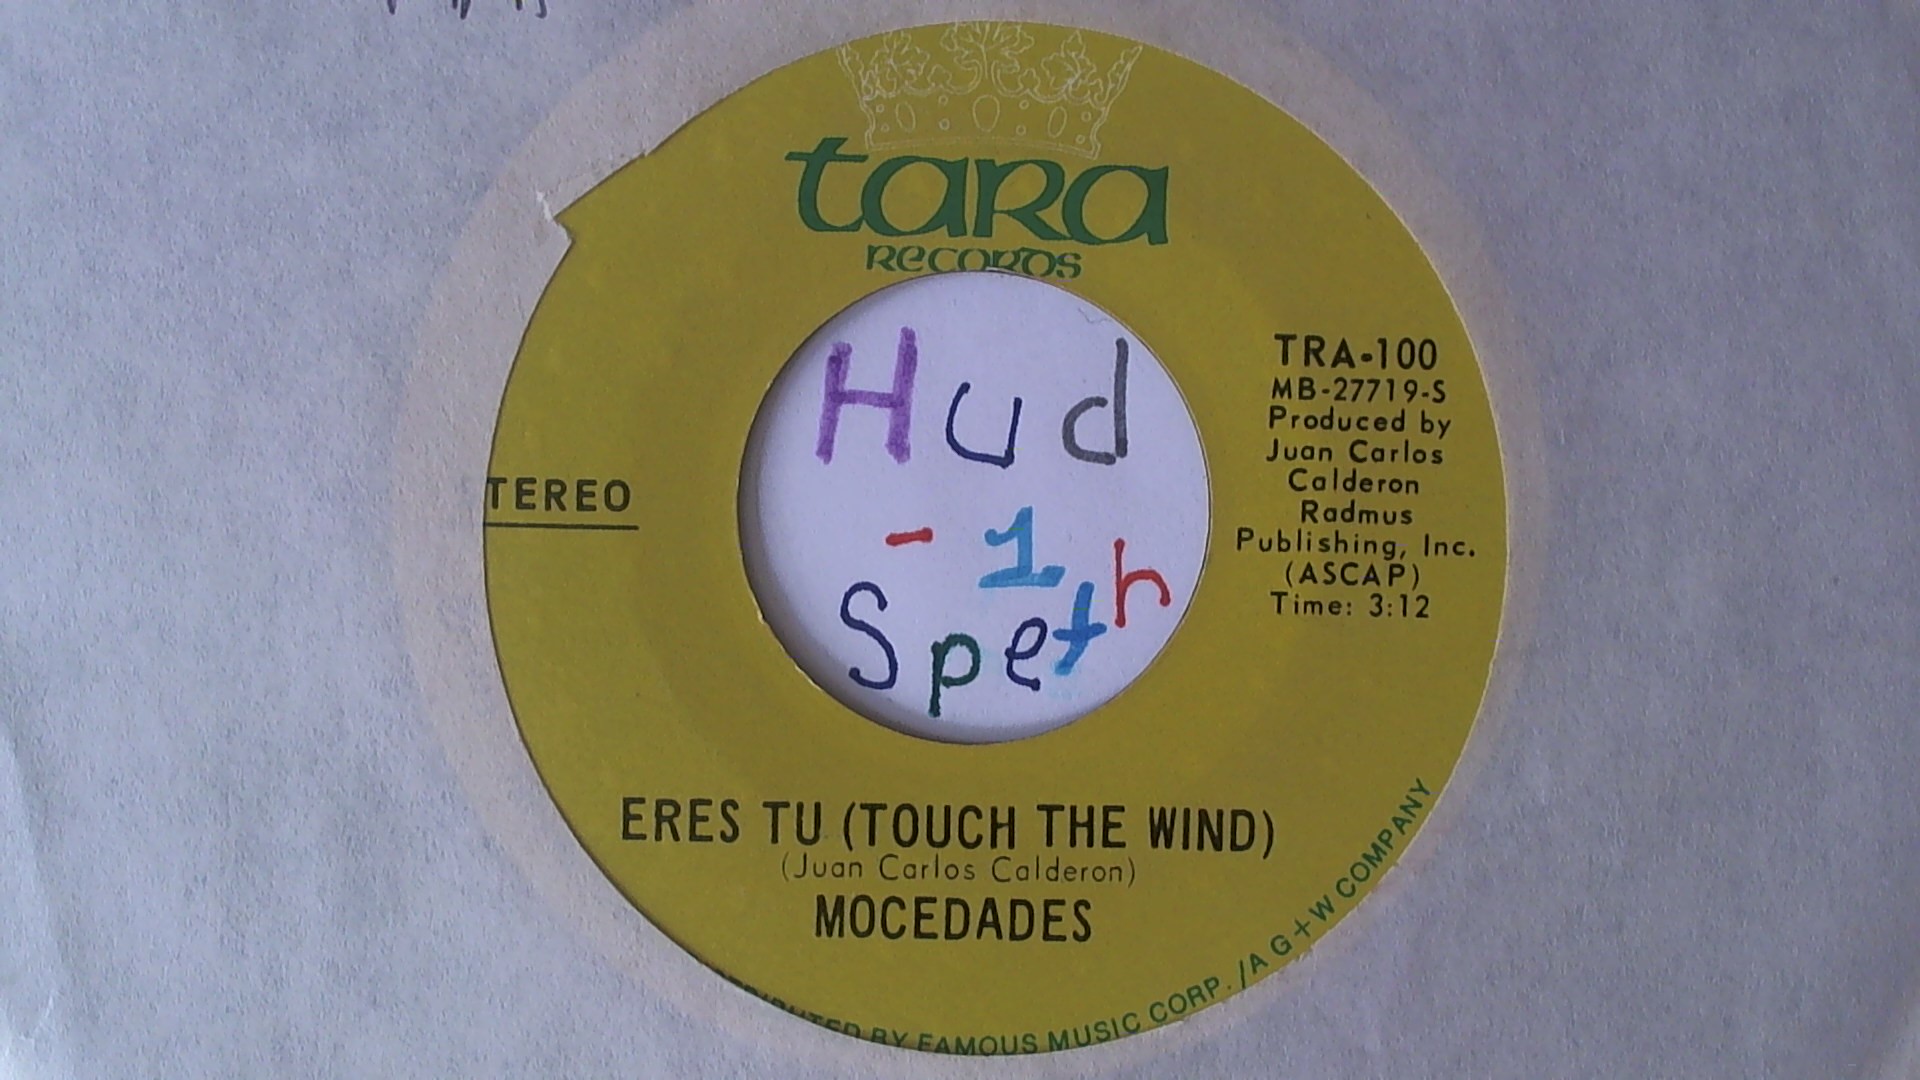 tara
RECORDS
Hud
- 1
Speth
TEREO
TRA-100
MB-27719-S
Produced by
Juan Carlos
Calderon
Radmus
Publishing, Inc.
(ASCAP)
Time: 3:12
ERES TU (TOUCH THE WIND)
(Juan Carlos Calderon)
MOCEDADES
BY FAMOUS MUSIC CORP. /A G+W COMPANY